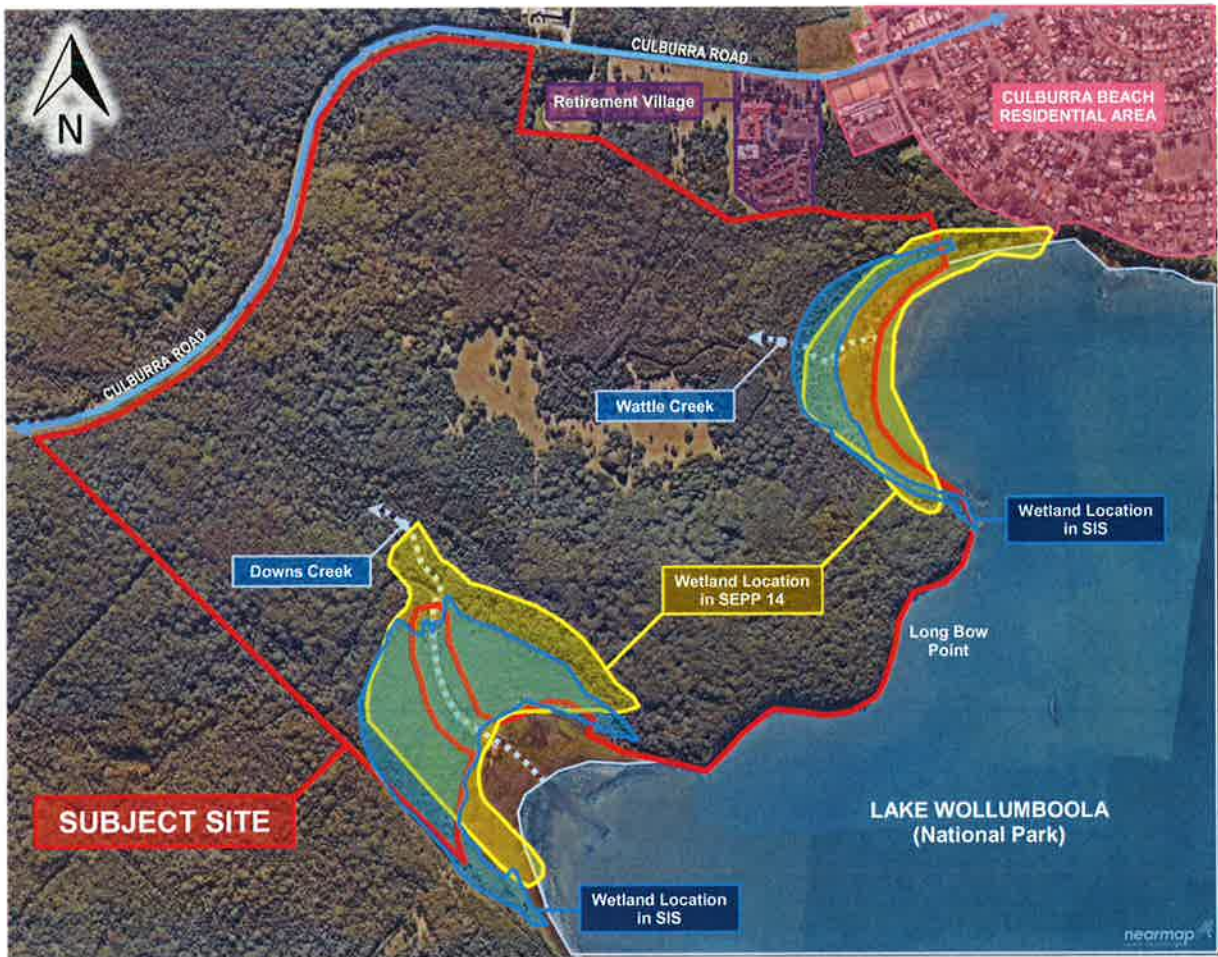 CULBURRA ROAD
Retirement Village
CULBURRA BEACH
RESIDENTIAL AREA
N
CULBURRA ROAD
Wattle Creek
Wetland Location
in SIS
Downs Creek
Wetland Location
in SEPP 14
Long Bow
Point
SUBJECT SITE
LAKE WOLLUMBOOLA
(National Park)
Wetland Location
in SIS
nearmap